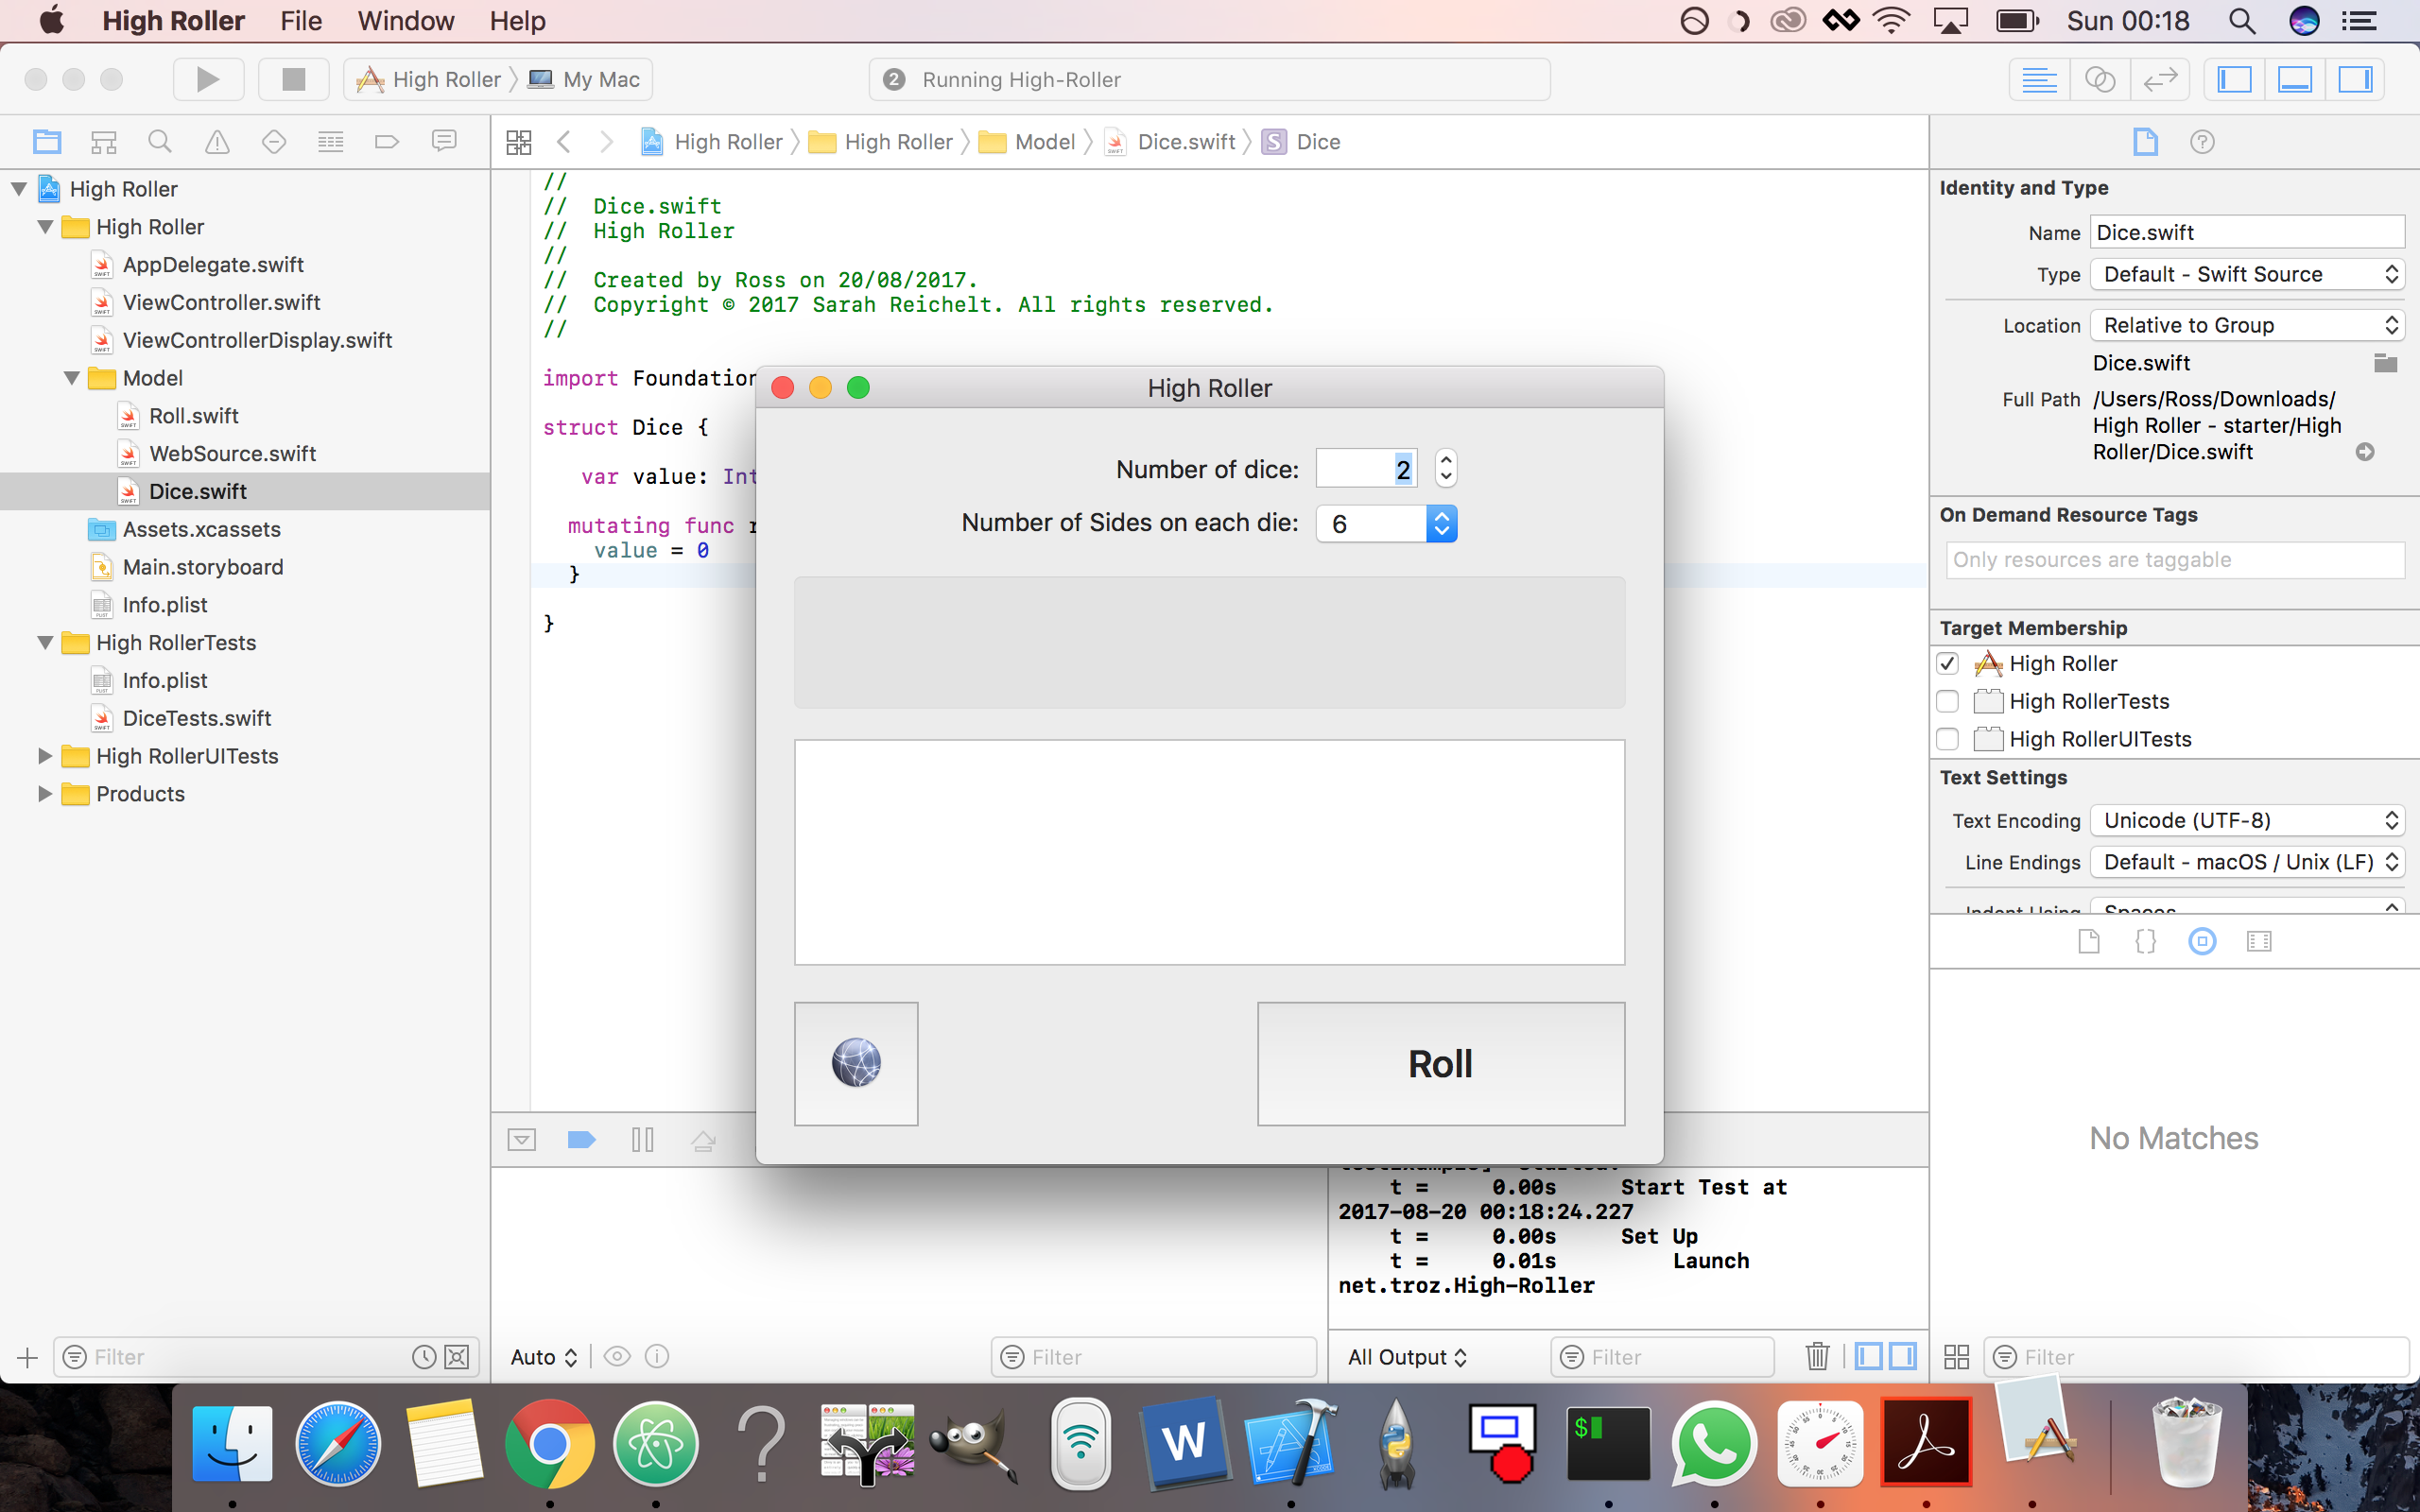 High Roller File Window Help
Sun 00:18
High Roller My Mac
2 Running High-Roller
High Roller High Roller Model Dice.swift S Dice
High Roller
High Roller
AppDelegate.swift
ViewController.swift
ViewControllerDisplay.swift
Model
Roll.swift
WebSource.swift
Dice.swift
Assets.xcassets
Main.storyboard
Info.plist
High RollerTests
Info.plist
DiceTests.swift
High RollerUITests
Products
Filter
//
// Dice.swift
// High Roller
//
// Created by Ross on 20/08/2017.
// Copyright © 2017 Sarah Reichelt. All rights reserved.
//
import Foundation
struct Dice {
var value: Int
mutating func
value = 0
}
}
High Roller
Number of dice: 2
Number of Sides on each die: 6
Roll
Started.
t = 0.00s Start Test at
2017-08-20 00:18:24.227
t = 0.00s Set Up
t = 0.01s Launch
net.troz.High-Roller
Auto Filter
All Output Filter
Identity and Type
Name Dice.swift
Type Default - Swift Source
Location Relative to Group
Dice.swift
Full Path /Users/Ross/Downloads/
High Roller - starter/High
Roller/Dice.swift
On Demand Resource Tags
Only resources are taggable
Target Membership
High Roller
High RollerTests
High RollerUITests
Text Settings
Text Encoding Unicode (UTF-8)
Line Endings Default - macOS / Unix (LF)
Indent Using Spaces
No Matches
Filter
W
$